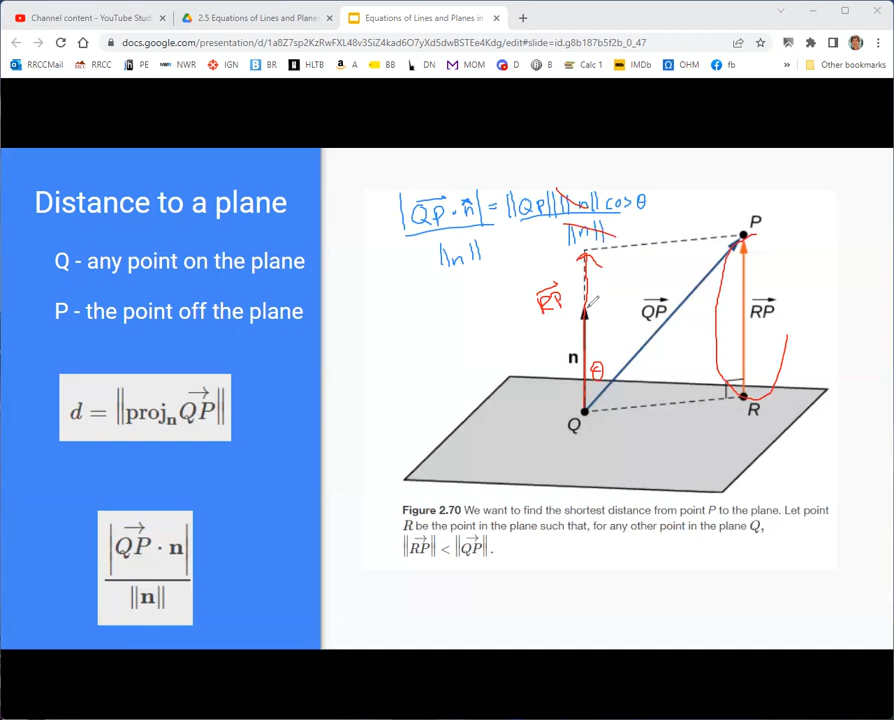 Channel content - YouTube Stud
2.5 Equations of Lines and Planes
Equations of Lines and Planes in
docs.google.com/presentation/d/1a8Z7sp2KzRwFXL48v3SiZ4kad6O7yXd5dwBSTEe4Kdg/edit#slide=id.g8b187b5f2b_0_47
RRCCMail RRCC PE NWR IGN BR HLTB A BB DN MOM D B Calc 1 IMDb OHM fb » Other bookmarks
Distance to a plane
Q - any point on the plane
P - the point off the plane
d = ‖proj_n QP→‖
|QP→ · n|
‖n‖
|QP→ · n→| = ‖QP‖ ‖n‖ cos θ
‖n‖ ‖n‖
P
RP→
QP→
RP→
n
θ
Q
R
Figure 2.70 We want to find the shortest distance from point P to the plane. Let point
R be the point in the plane such that, for any other point in the plane Q,
‖RP→‖ < ‖QP→‖.